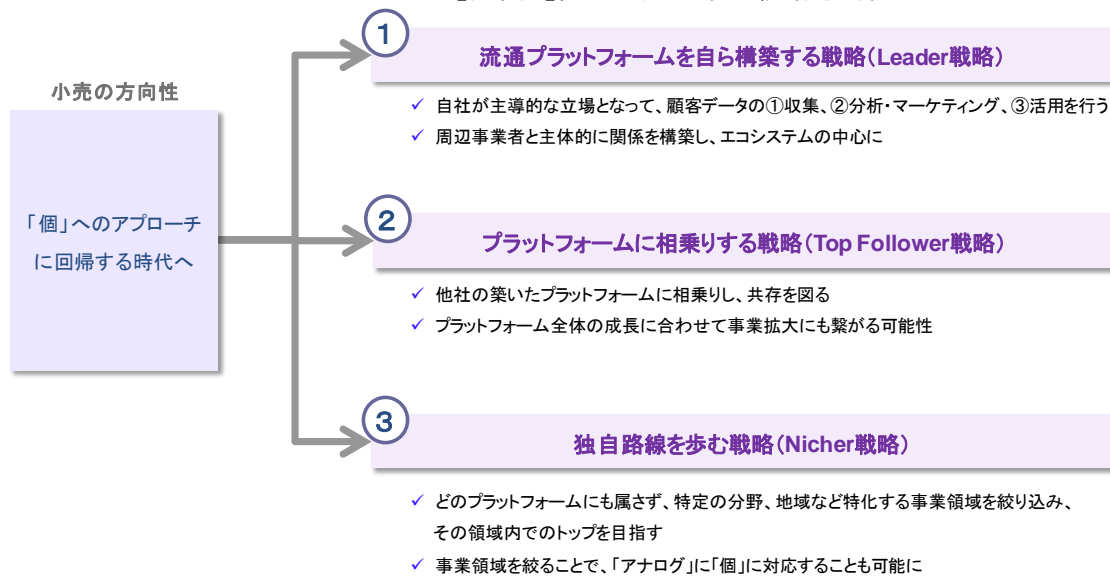 ①
流通プラットフォームを自ら構築する戦略(Leader戦略)
小売の方向性
✓ 自社が主導的な立場となって、顧客データの①収集、②分析・マーケティング、③活用を行う
✓ 周辺事業者と主体的に関係を構築し、エコシステムの中心に
「個」へのアプローチ
に回帰する時代へ
②
プラットフォームに相乗りする戦略(Top Follower戦略)
✓ 他社の築いたプラットフォームに相乗りし、共存を図る
✓ プラットフォーム全体の成長に合わせて事業拡大にも繋がる可能性
③
独自路線を歩む戦略(Nicher戦略)
✓ どのプラットフォームにも属さず、特定の分野、地域など特化する事業領域を絞り込み、
その領域内でのトップを目指す
✓ 事業領域を絞ることで、「アナログ」に「個」に対応することも可能に